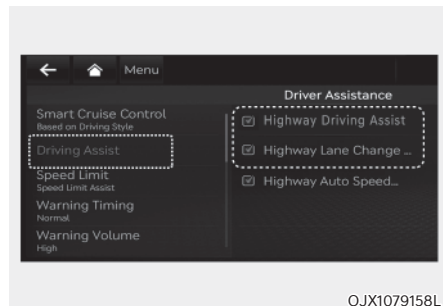 Menu
Driver Assistance
Smart Cruise Control
Based on Driving Style
Driving Assist
Speed Limit
Speed Limit Assist
Warning Timing
Normal
Warning Volume
High
Highway Driving Assist
Highway Lane Change ...
Highway Auto Speed...
OJX1079158L